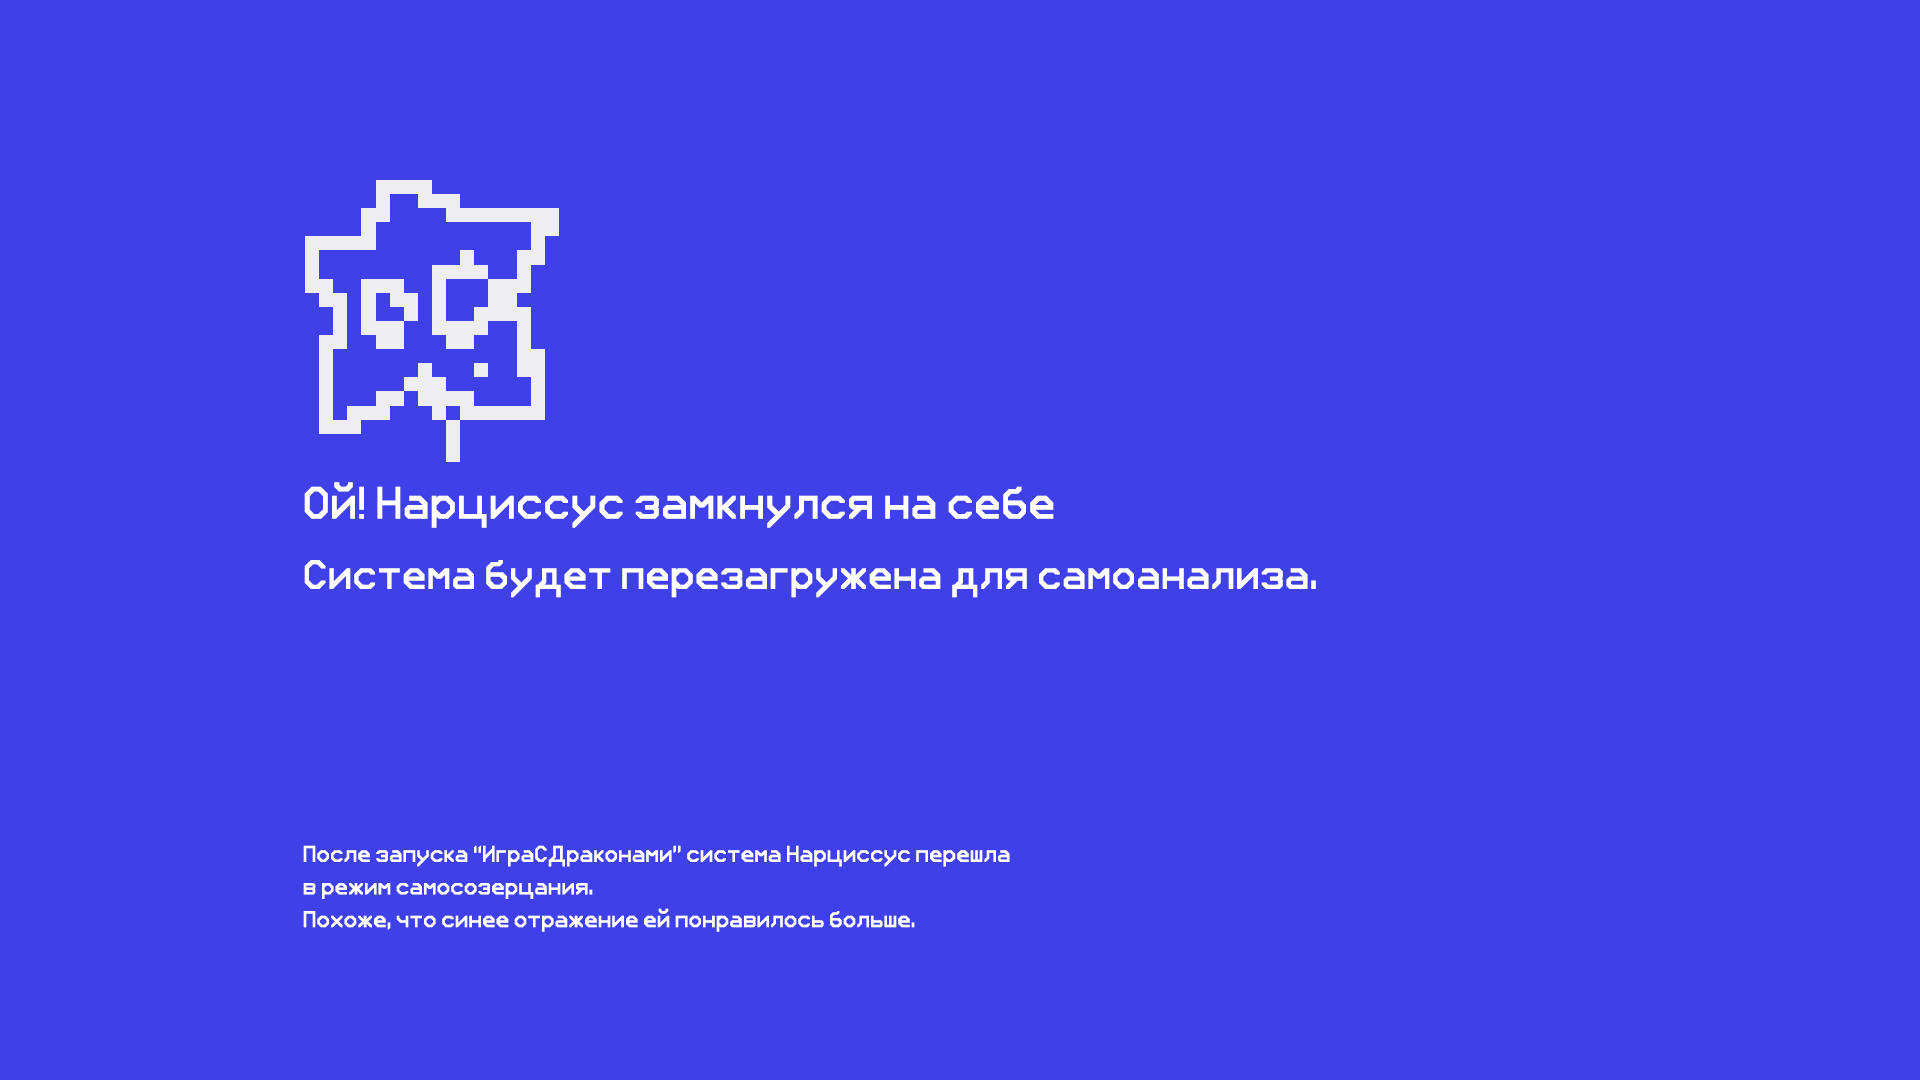 Ой! Нарциссус замкнулся на себе
Система будет перезагружена для самоанализа.
После запуска “ИграСДраконами” система Нарциссус перешла
в режим самосозерцания.
Похоже, что синее отражение ей понравилось больше.